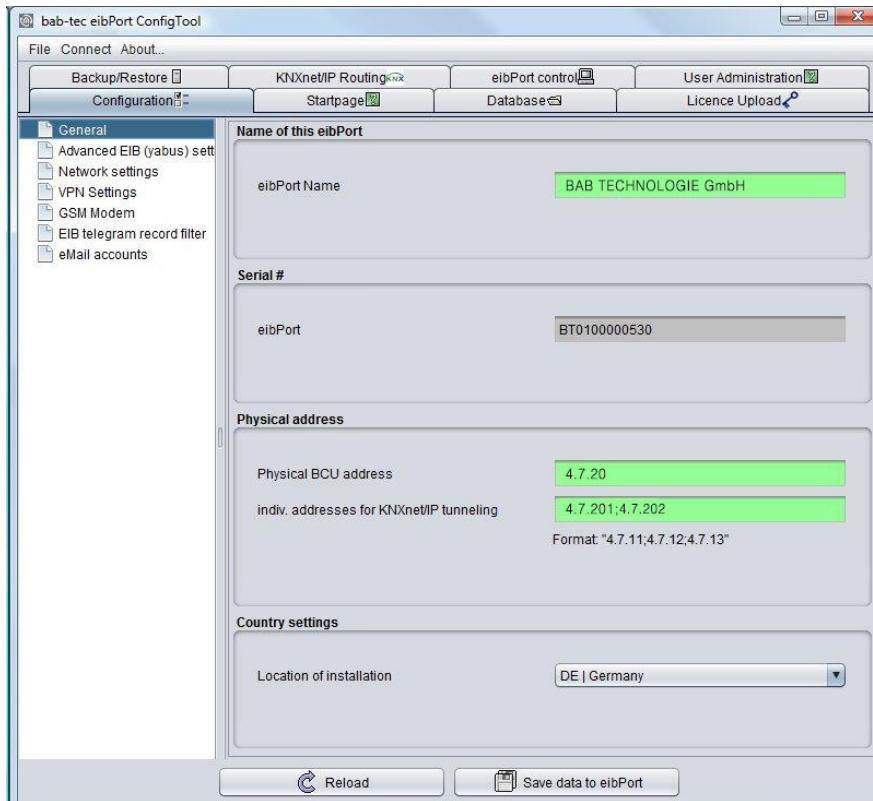 bab-tec eibPort ConfigTool
File Connect About...
Backup/Restore KNXnet/IP Routing KNX eibPort control User Administration
Configuration Startpage Database Licence Upload
General
Advanced EIB (yabus) sett
Network settings
VPN Settings
GSM Modem
EIB telegram record filter
eMail accounts
Name of this eibPort
eibPort Name BAB TECHNOLOGIE GmbH
Serial #
eibPort BT0100000530
Physical address
Physical BCU address 4.7.20
indiv. addresses for KNXnet/IP tunneling 4.7.201;4.7.202
Format: "4.7.11;4.7.12;4.7.13"
Country settings
Location of installation DE | Germany
Reload Save data to eibPort